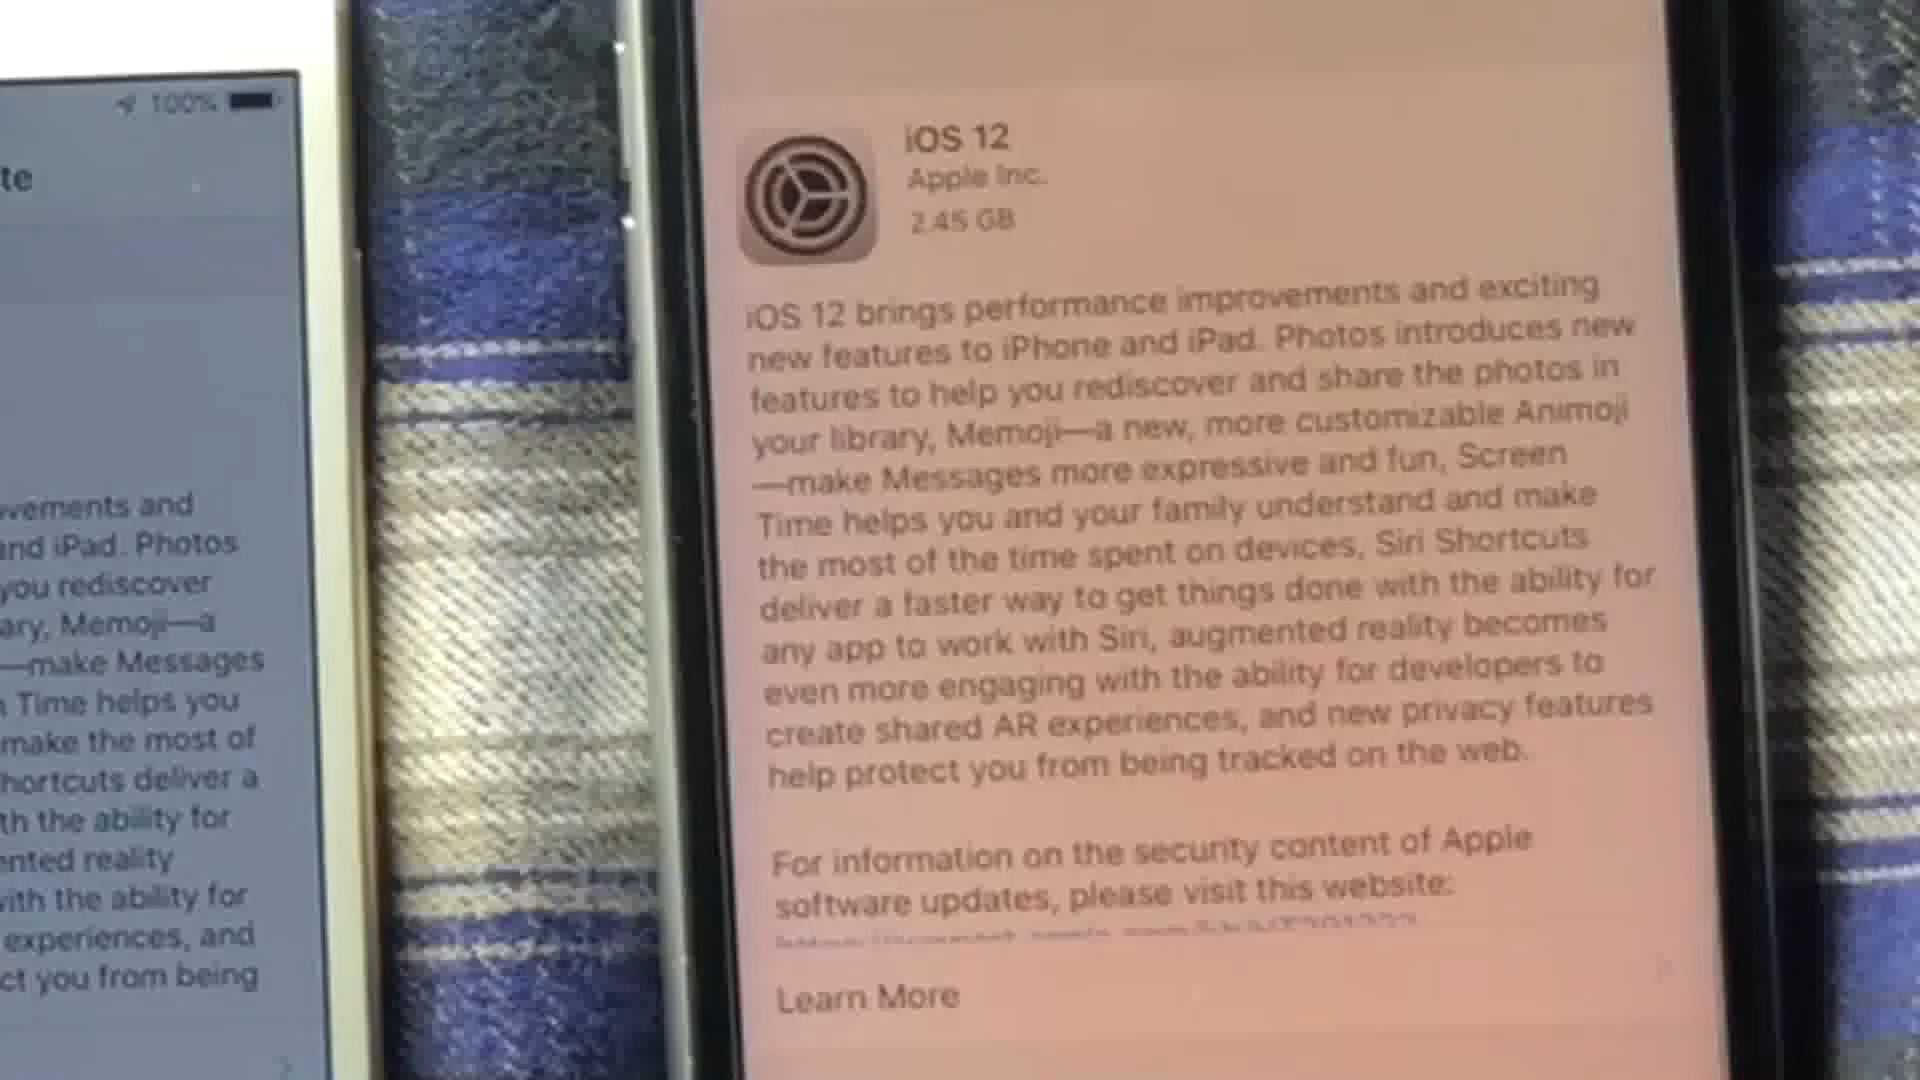 100%
te
vements and
and iPad. Photos
you rediscover
ary, Memoji—a
—make Messages
Time helps you
make the most of
hortcuts deliver a
th the ability for
ented reality
with the ability for
experiences, and
ct you from being
iOS 12
Apple Inc.
2.45 GB
iOS 12 brings performance improvements and exciting
new features to iPhone and iPad. Photos introduces new
features to help you rediscover and share the photos in
your library, Memoji—a new, more customizable Animoji
—make Messages more expressive and fun, Screen
Time helps you and your family understand and make
the most of the time spent on devices, Siri Shortcuts
deliver a faster way to get things done with the ability for
any app to work with Siri, augmented reality becomes
even more engaging with the ability for developers to
create shared AR experiences, and new privacy features
help protect you from being tracked on the web.
For information on the security content of Apple
software updates, please visit this website:
Learn More